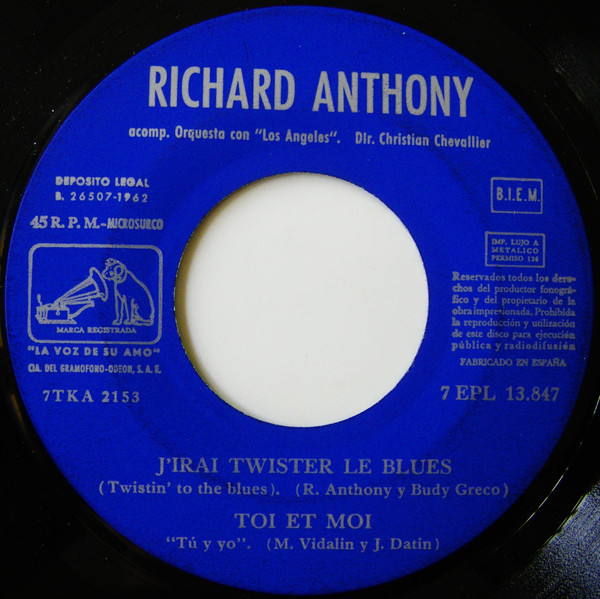 RICHARD ANTHONY
acomp. Orquesta con "Los Angeles". Dir. Christian Chevallier
DEPOSITO LEGAL
B. 26507-1962
45 R. P. M.-MICROSURCO
B.I.E.M.
IMP. LUJO A
METALICO
PERMISO 124
MARCA REGISTRADA
"LA VOZ DE SU AMO"
CIA. DEL GRAMOFONO-ODEON, S. A. E.
Reservados todos los dere-
chos del productor fonográ-
fico y del propietario de la
obra impresionada. Prohibida
la reproducción y utilización
de este disco para ejecución
pública y radiodifusión
FABRICADO EN ESPAÑA
7TKA 2153
7 EPL 13.847
J'IRAI TWISTER LE BLUES
(Twistin' to the blues). (R. Anthony y Budy Greco)
TOI ET MOI
"Tú y yo". (M. Vidalin y J. Datin)